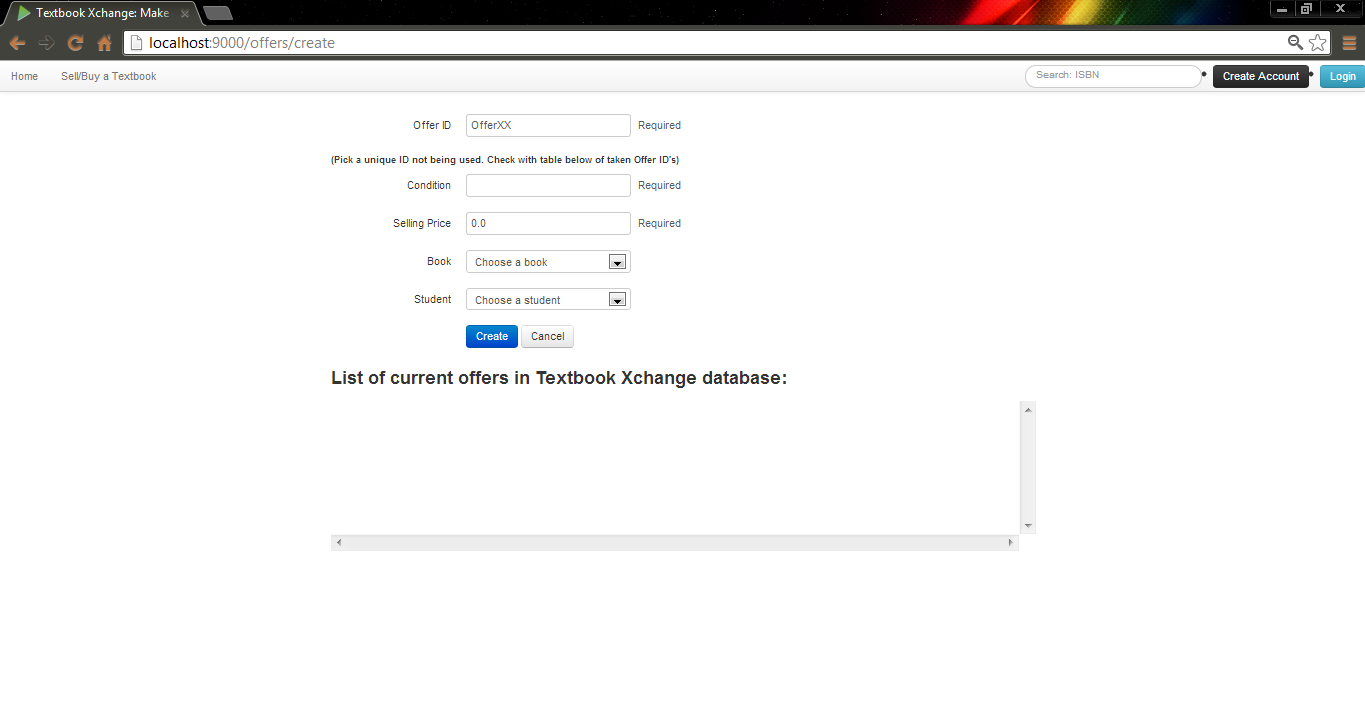 Textbook Xchange: Make
localhost:9000/offers/create
Home Sell/Buy a Textbook Search: ISBN Create Account Login
Offer ID OfferXX Required
(Pick a unique ID not being used. Check with table below of taken Offer ID's)
Condition Required
Selling Price 0.0 Required
Book Choose a book
Student Choose a student
Create Cancel
List of current offers in Textbook Xchange database: